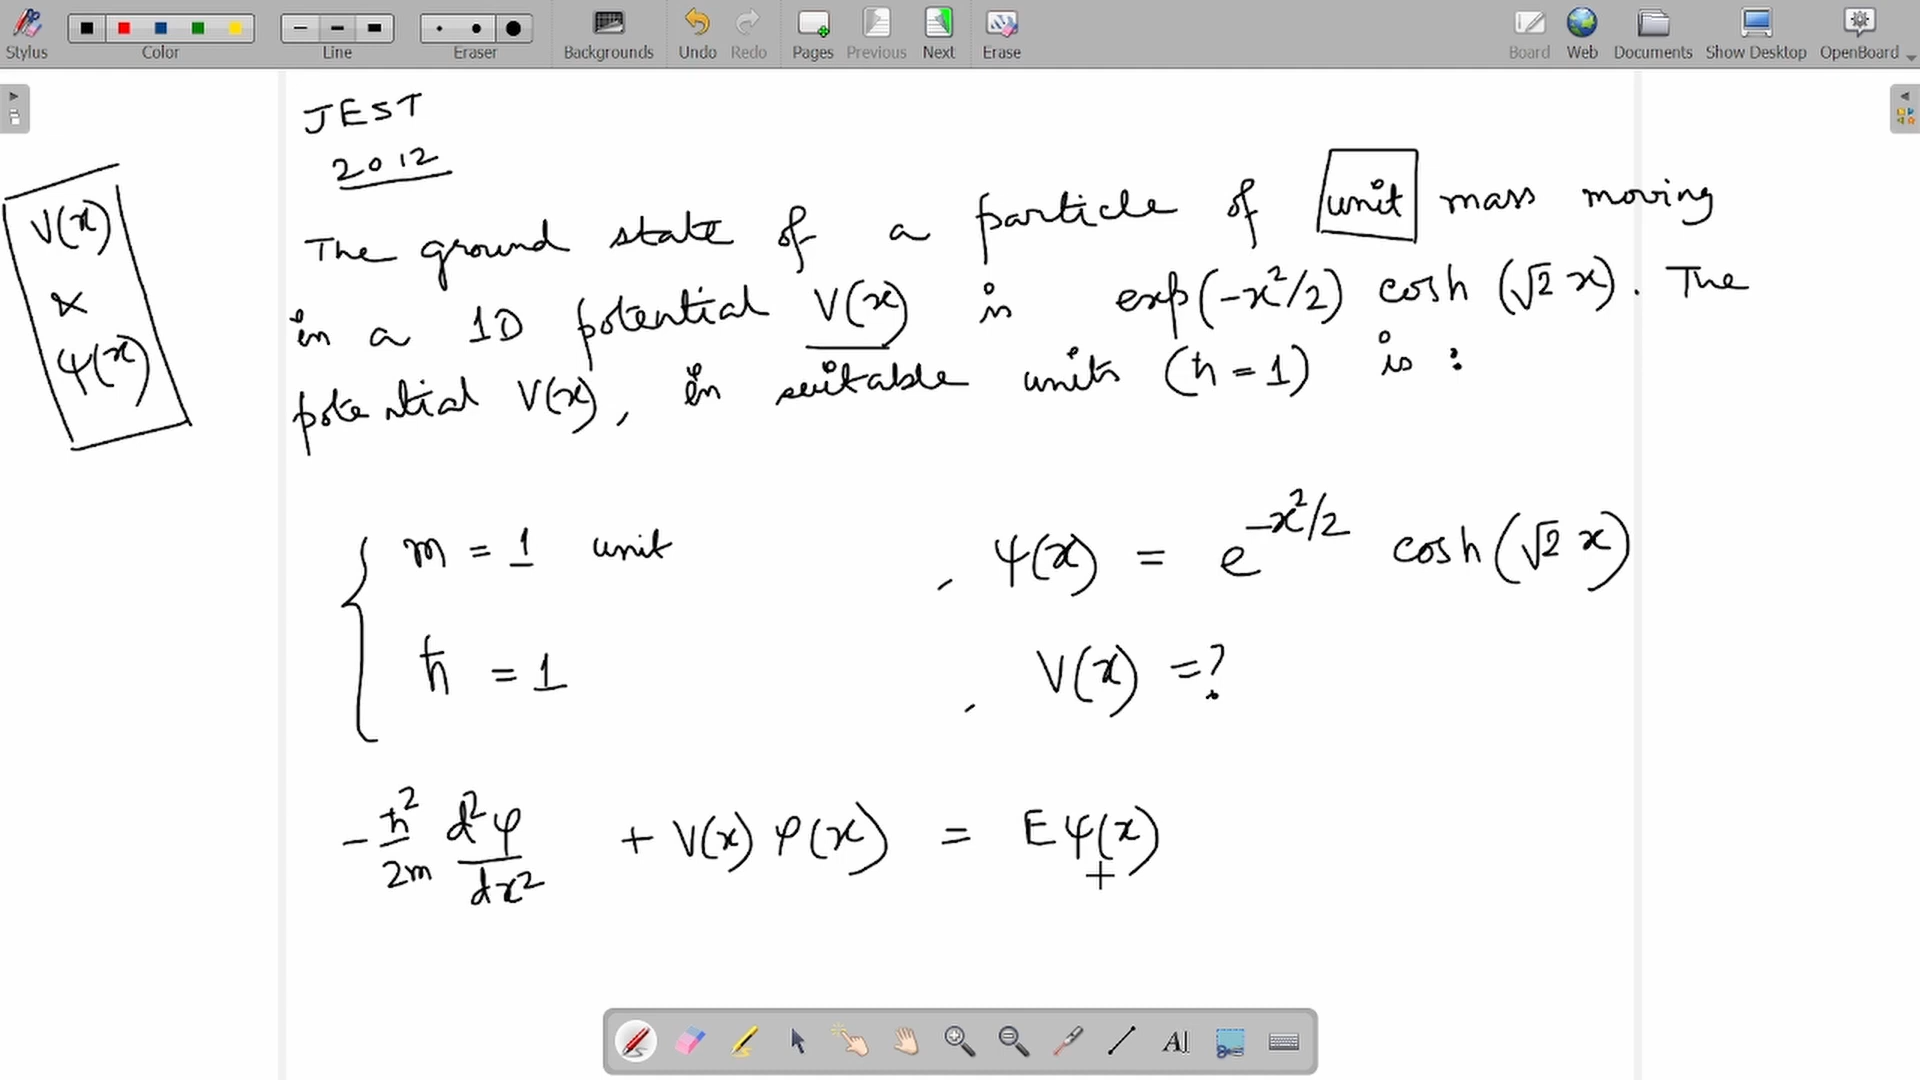 Stylus Color Line Eraser Backgrounds Undo Redo Pages Previous Next Erase Board Web Documents Show Desktop OpenBoard
JEST
2012
V(x)
&
ψ(x)
The ground state of a particle of unit mass moving
in a 1D potential V(x) is exp(-x²/2) cosh (√2 x). The
potential V(x), in suitable units (ħ = 1) is :
m = 1 unit , ψ(x) = e^{-x²/2} cosh(√2 x)
ħ = 1 , V(x) = ?
-ħ²/2m d²φ/dx² + V(x) φ(x) = E ψ(x)